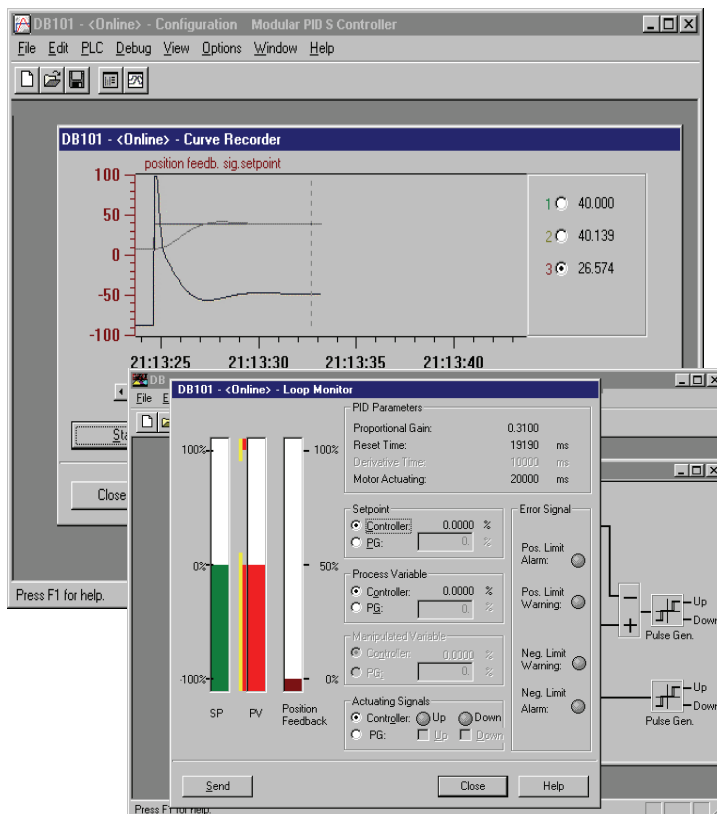 DB101 - <Online> - Configuration Modular PID S Controller
File Edit PLC Debug View Options Window Help
DB101 - <Online> - Curve Recorder
position feedb. sig.setpoint
100
50
0
-50
-100
21:13:25 21:13:30 21:13:35 21:13:40
1 40.000
2 40.139
3 26.574
Close
Press F1 for help.
DB
File
DB101 - <Online> - Loop Monitor
100%
0%
-100%
100%
50%
0%
SP PV Position
Feedback
PID Parameters
Proportional Gain: 0.3100
Reset Time: 19190 ms
Derivative Time: 10000 ms
Motor Actuating: 20000 ms
Setpoint
Controller: 0.0000 %
PG: 0. %
Process Variable
Controller: 0.0000 %
PG: 0. %
Manipulated Variable
Controller: 0.0000 %
PG: 0. %
Actuating Signals
Controller: Up Down
PG: Up Down
Error Signal
Pos. Limit
Alarm:
Pos. Limit
Warning:
Neg. Limit
Warning:
Neg. Limit
Alarm:
Send Close Help
Up
Down
Pulse Gen.
Up
Down
Pulse Gen.
Press F1 for help.